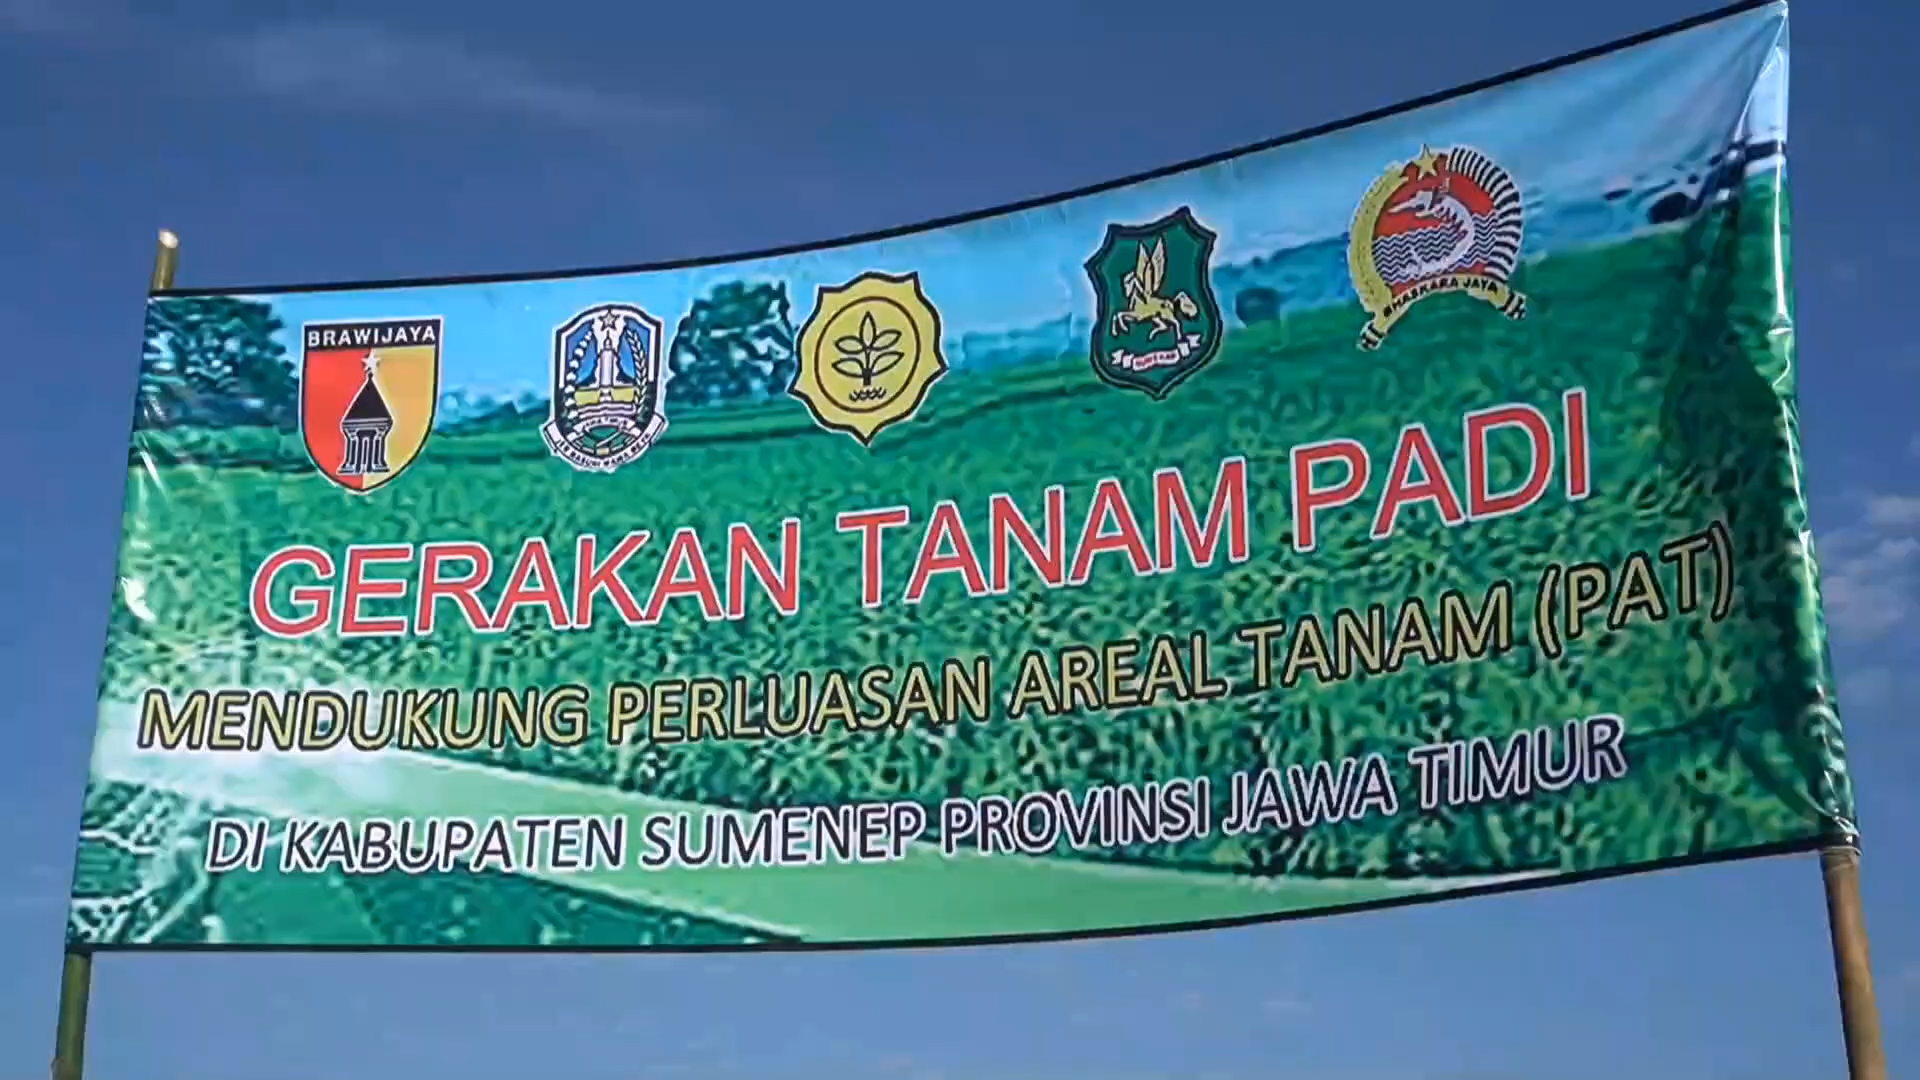 BRAWIJAYA
BHASKARA JAYA
GERAKAN TANAM PADI
MENDUKUNG PERLUASAN AREAL TANAM (PAT)
DI KABUPATEN SUMENEP PROVINSI JAWA TIMUR